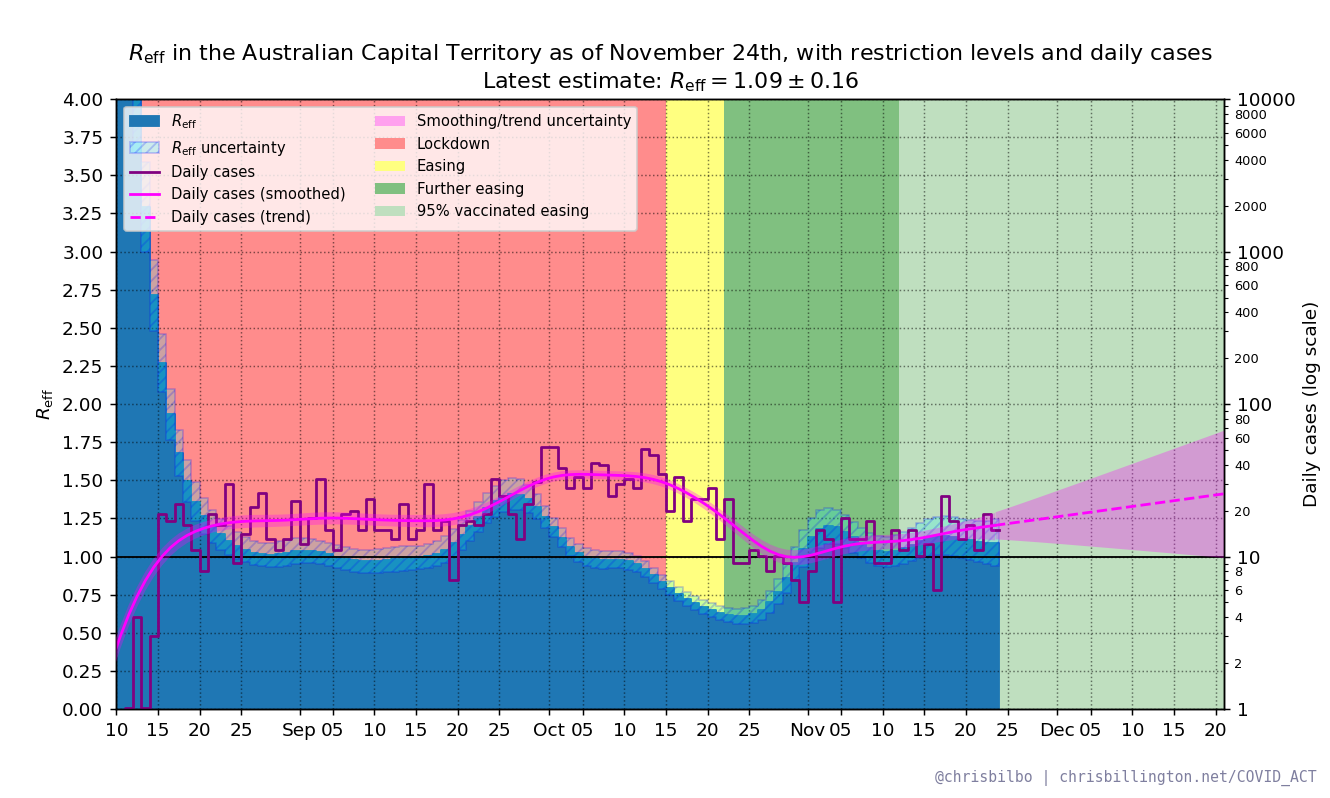 Reff in the Australian Capital Territory as of November 24th, with restriction levels and daily cases
Latest estimate: Reff = 1.09 ± 0.16
Reff
Reff uncertainty
Daily cases
Daily cases (smoothed)
Daily cases (trend)
Smoothing/trend uncertainty
Lockdown
Easing
Further easing
95% vaccinated easing
Reff
4.00
3.75
3.50
3.25
3.00
2.75
2.50
2.25
2.00
1.75
1.50
1.25
1.00
0.75
0.50
0.25
0.00
10000
8000
6000
4000
2000
1000
800
600
400
200
100
80
60
40
20
10
8
6
4
2
1
Daily cases (log scale)
10 15 20 25 Sep 05 10 15 20 25 Oct 05 10 15 20 25 Nov 05 10 15 20 25 Dec 05 10 15 20
@chrisbilbo | chrisbillington.net/COVID_ACT